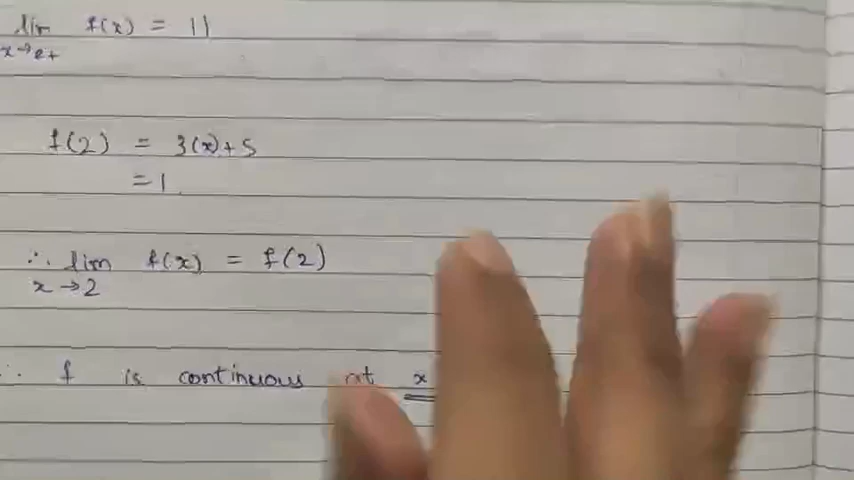 lim f(x) = 11
x→2+
f(2) = 3(x)+5
= 1
∴ lim f(x) = f(2)
x→2
∴ f is continuous at x